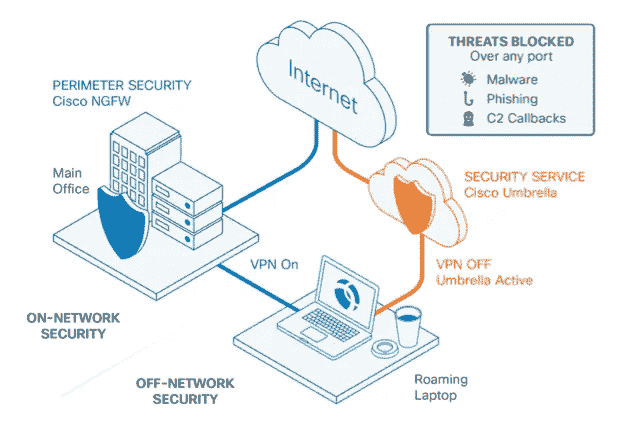 THREATS BLOCKED
Over any port
Malware
Phishing
C2 Callbacks
Internet
PERIMETER SECURITY
Cisco NGFW
Main
Office
SECURITY SERVICE
Cisco Umbrella
VPN On
VPN OFF
Umbrella Active
ON-NETWORK
SECURITY
OFF-NETWORK
SECURITY
Roaming
Laptop